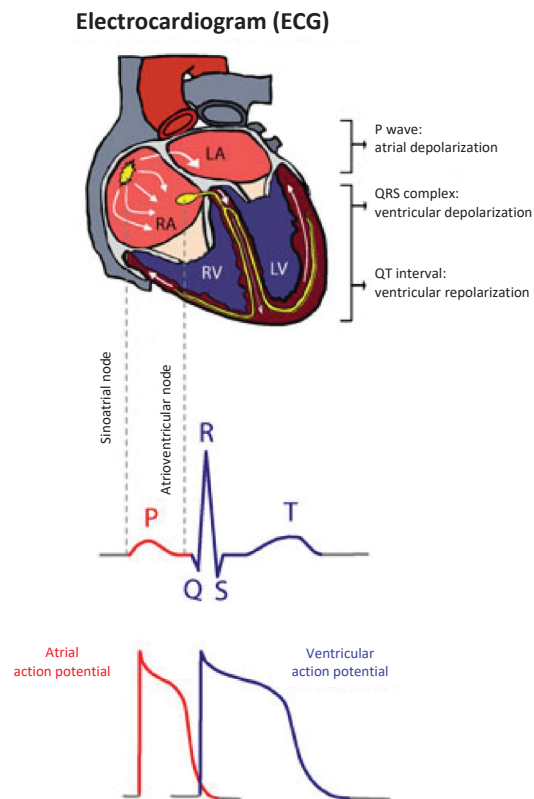 Electrocardiogram (ECG)
LA
RA
RV
LV
P wave:
atrial depolarization
QRS complex:
ventricular depolarization
QT interval:
ventricular repolarization
Sinoatrial node
Atrioventricular node
R
P
T
Q
S
Atrial
action potential
Ventricular
action potential